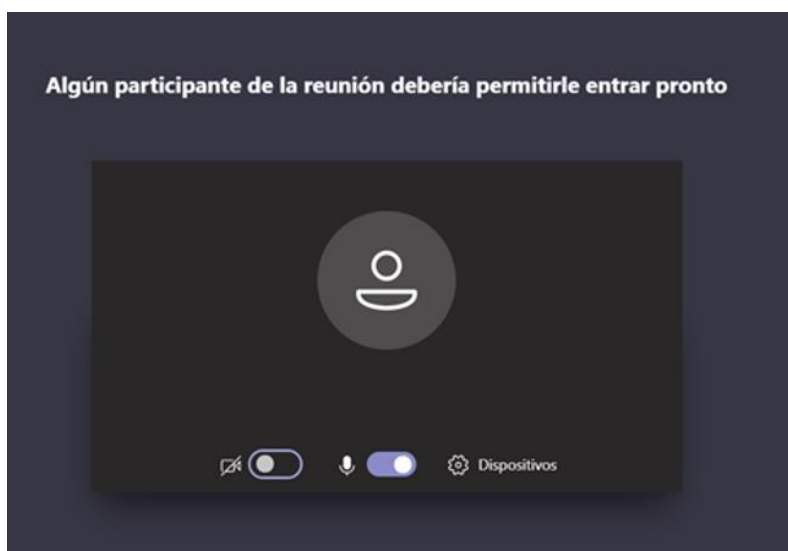 Algún participante de la reunión debería permitirle entrar pronto
Dispositivos